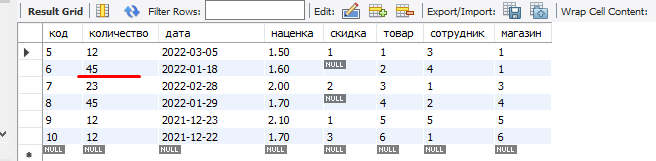 Result Grid Filter Rows: Edit: Export/Import: Wrap Cell Content:
код количество дата наценка скидка товар сотрудник магазин
5 12 2022-03-05 1.50 1 1 3 1
6 45 2022-01-18 1.60 NULL 2 4 1
7 23 2022-02-28 2.00 2 3 1 3
8 45 2022-01-29 1.70 NULL 4 2 4
9 12 2021-12-23 2.10 1 5 5 5
10 12 2021-12-22 1.70 3 6 1 6
NULL NULL NULL NULL NULL NULL NULL NULL